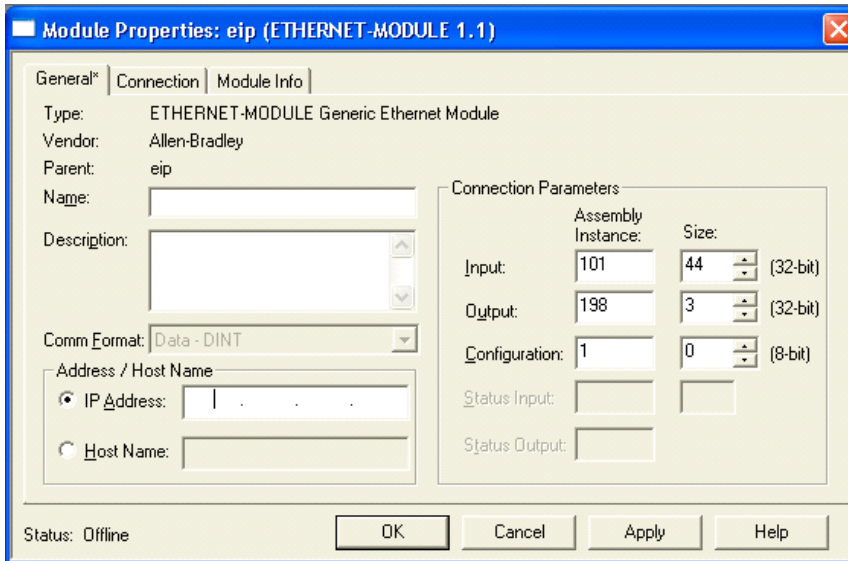 Module Properties: eip (ETHERNET-MODULE 1.1)
General* Connection Module Info
Type: ETHERNET-MODULE Generic Ethernet Module
Vendor: Allen-Bradley
Parent: eip
Name:
Description:
Comm Format: Data - DINT
Address / Host Name
IP Address: . . .
Host Name:
Connection Parameters
Assembly
Instance: Size:
Input: 101 44 (32-bit)
Output: 198 3 (32-bit)
Configuration: 1 0 (8-bit)
Status Input:
Status Output:
Status: Offline OK Cancel Apply Help